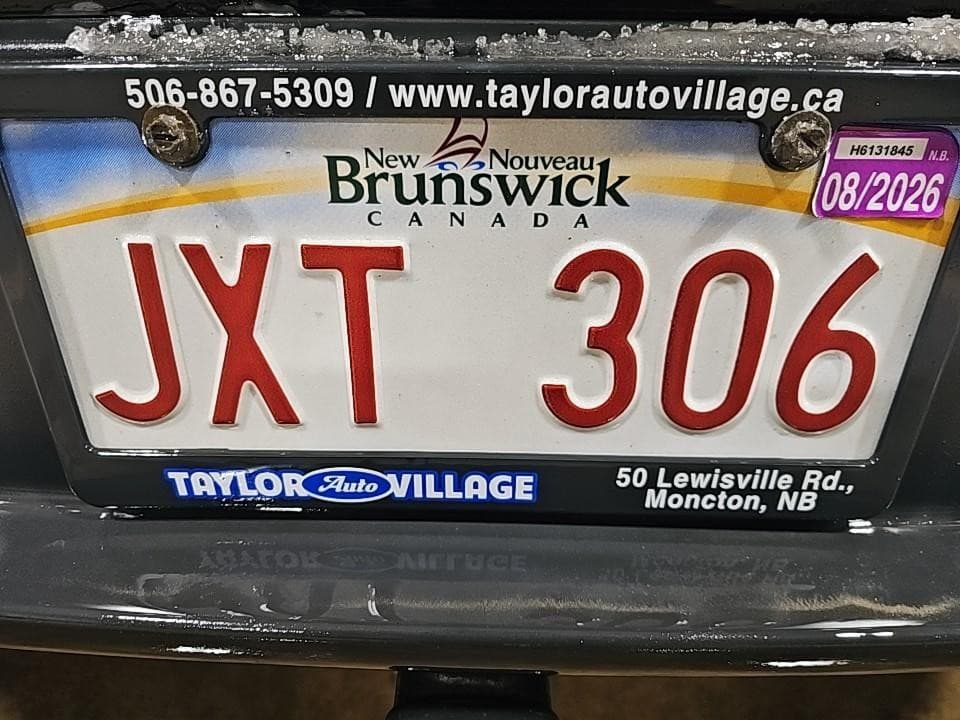 506-867-5309 / www.taylorautovillage.ca
H6131845 N.B.
08/2026
New Nouveau
Brunswick
CANADA
JXT 306
TAYLOR Auto VILLAGE
50 Lewisville Rd.,
Moncton, NB